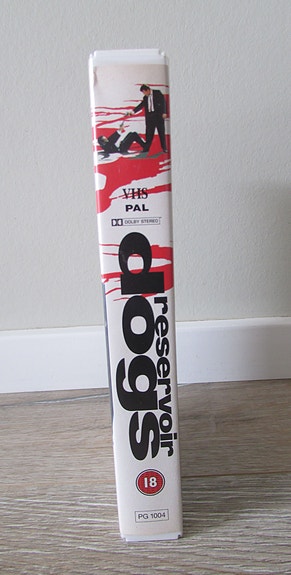 VHS
PAL
DOLBY STEREO
reservoir
dogs
18
PG 1004